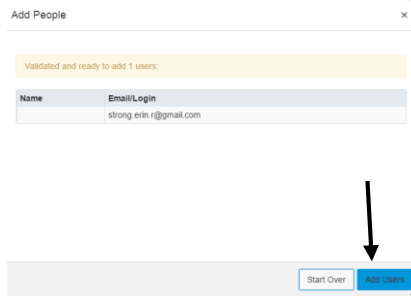 Add People ×
Validated and ready to add 1 users:
Name Email/Login
strong.erin.r@gmail.com
Start Over Add Users